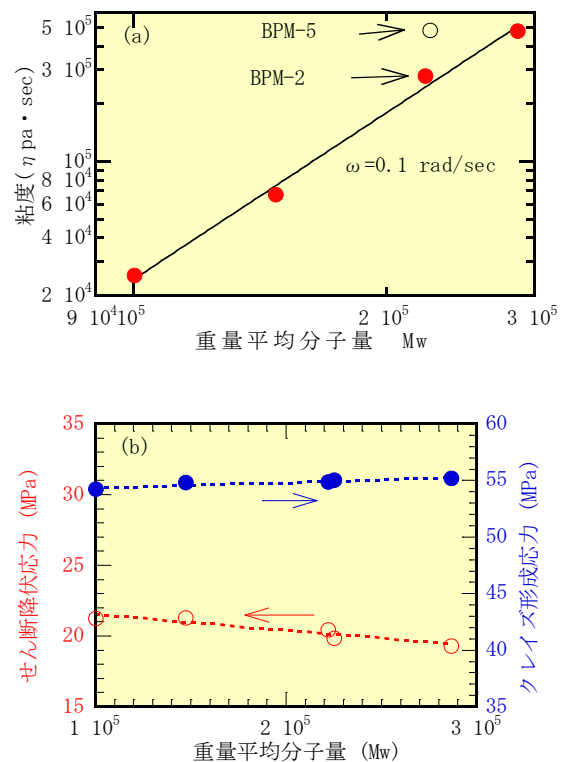 (a)
BPM-5
BPM-2
ω=0.1 rad/sec
粘度(ηpa・sec)
5 10⁵
3 10⁵
10⁵
8 10⁴
6 10⁴
4 10⁴
2 10⁴
9 10⁴10⁵
2 10⁵
3 10⁵
重量平均分子量 Mw
(b)
せん断降伏応力 (MPa)
35
30
25
20
15
クレイズ形成応力 (MPa)
60
55
50
45
40
35
1 10⁵
2 10⁵
3 10⁵
重量平均分子量 (Mw)